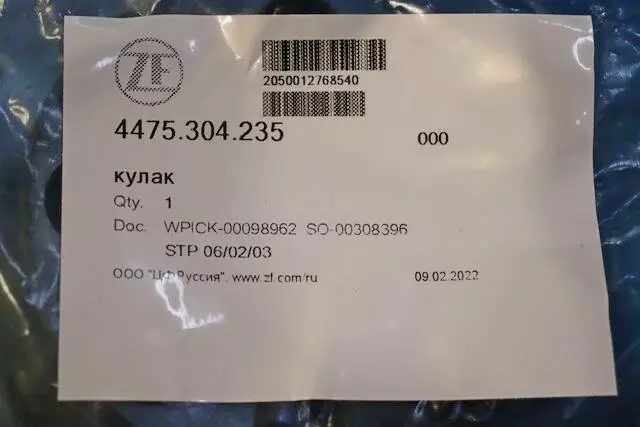 ZF
2050012768540
4475.304.235 000
кулак
Qty. 1
Doc. WPICK-00098962 SO-00308396
STP 06/02/03
ООО "ЦФ Руссия", www.zf.com/ru 09.02.2022